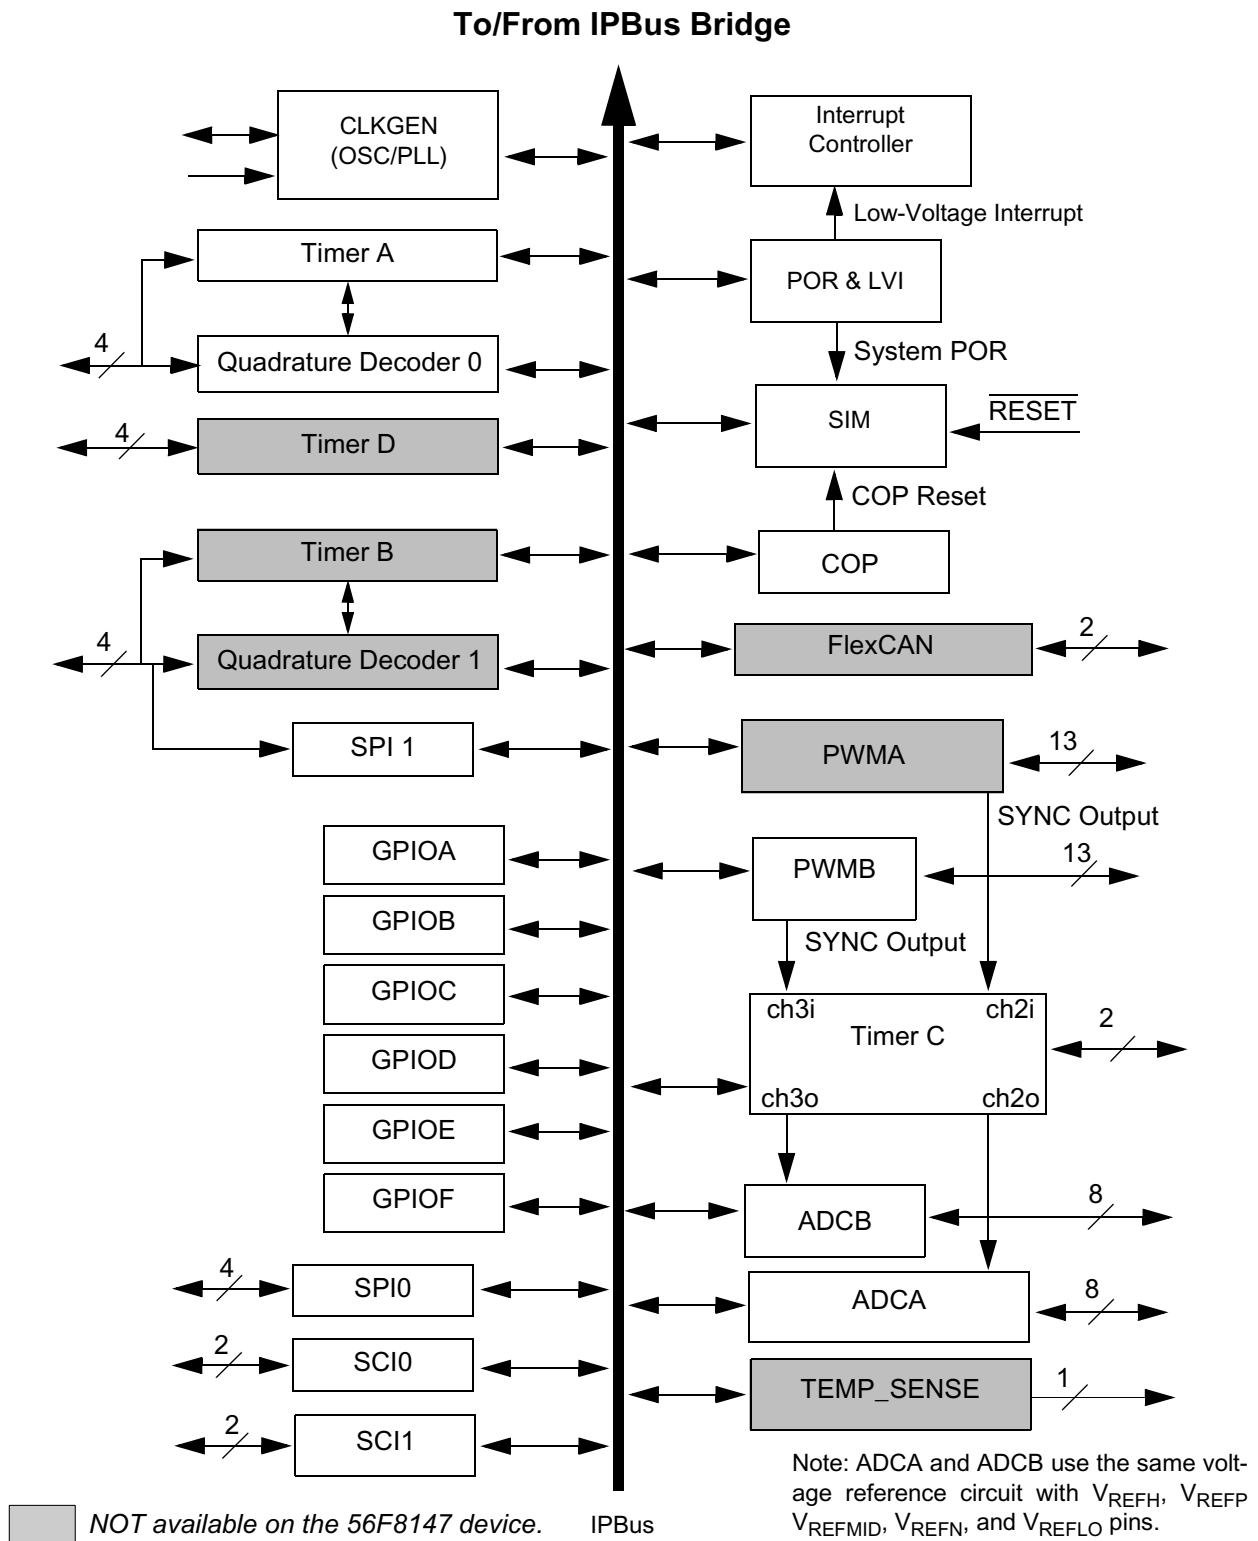 To/From IPBus Bridge
CLKGEN
(OSC/PLL)
Interrupt
Controller
Low-Voltage Interrupt
Timer A
POR & LVI
4
Quadrature Decoder 0
System POR
SIM
RESET
4
Timer D
COP Reset
Timer B
COP
4
Quadrature Decoder 1
FlexCAN
2
SPI 1
PWMA
13
SYNC Output
GPIOA
PWMB
13
GPIOB
SYNC Output
GPIOC
ch3i
ch2i
Timer C
2
GPIOD
ch3o
ch2o
GPIOE
GPIOF
ADCB
8
4
SPI0
ADCA
8
2
SCI0
TEMP_SENSE
1
2
SCI1
Note: ADCA and ADCB use the same volt-
age reference circuit with VREFH, VREFP
VREFMID, VREFN, and VREFLO pins.
NOT available on the 56F8147 device.
IPBus